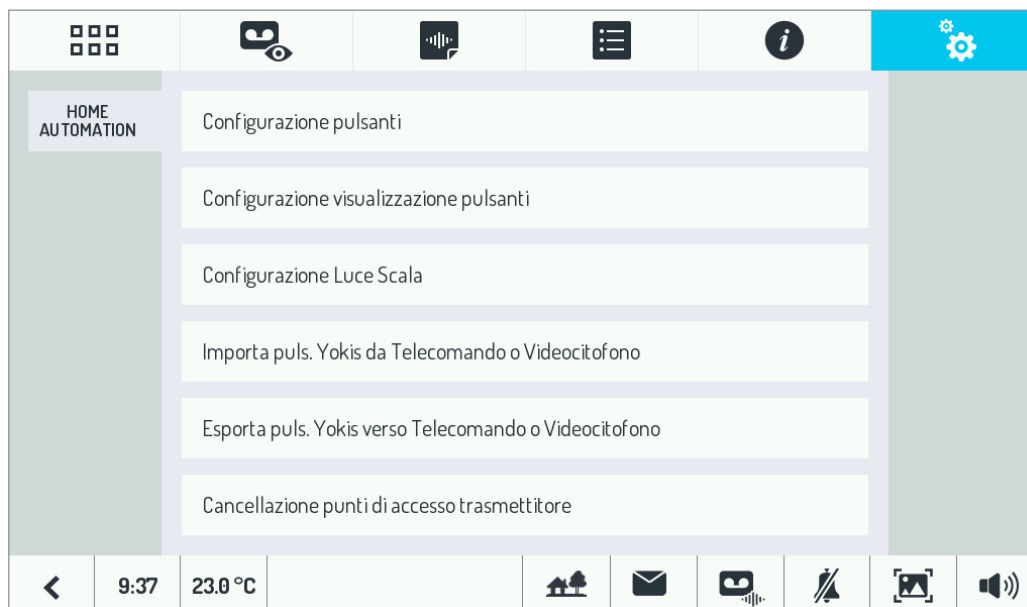 HOME
AUTOMATION
Configurazione pulsanti
Configurazione visualizzazione pulsanti
Configurazione Luce Scala
Importa puls. Yokis da Telecomando o Videocitofono
Esporta puls. Yokis verso Telecomando o Videocitofono
Cancellazione punti di accesso trasmettitore
9:37
23.0 °C